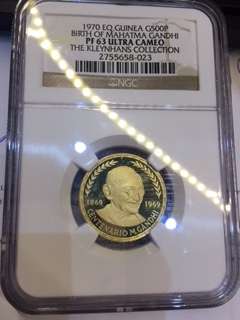 1970 EQ.GUINEA G500P
BIRTH OF MAHATMA GANDHI
PF 63 ULTRA CAMEO
THE KLEYNHANS COLLECTION
2755658-023
NGC
1869 1969
CENTENARIO M. GANDHI